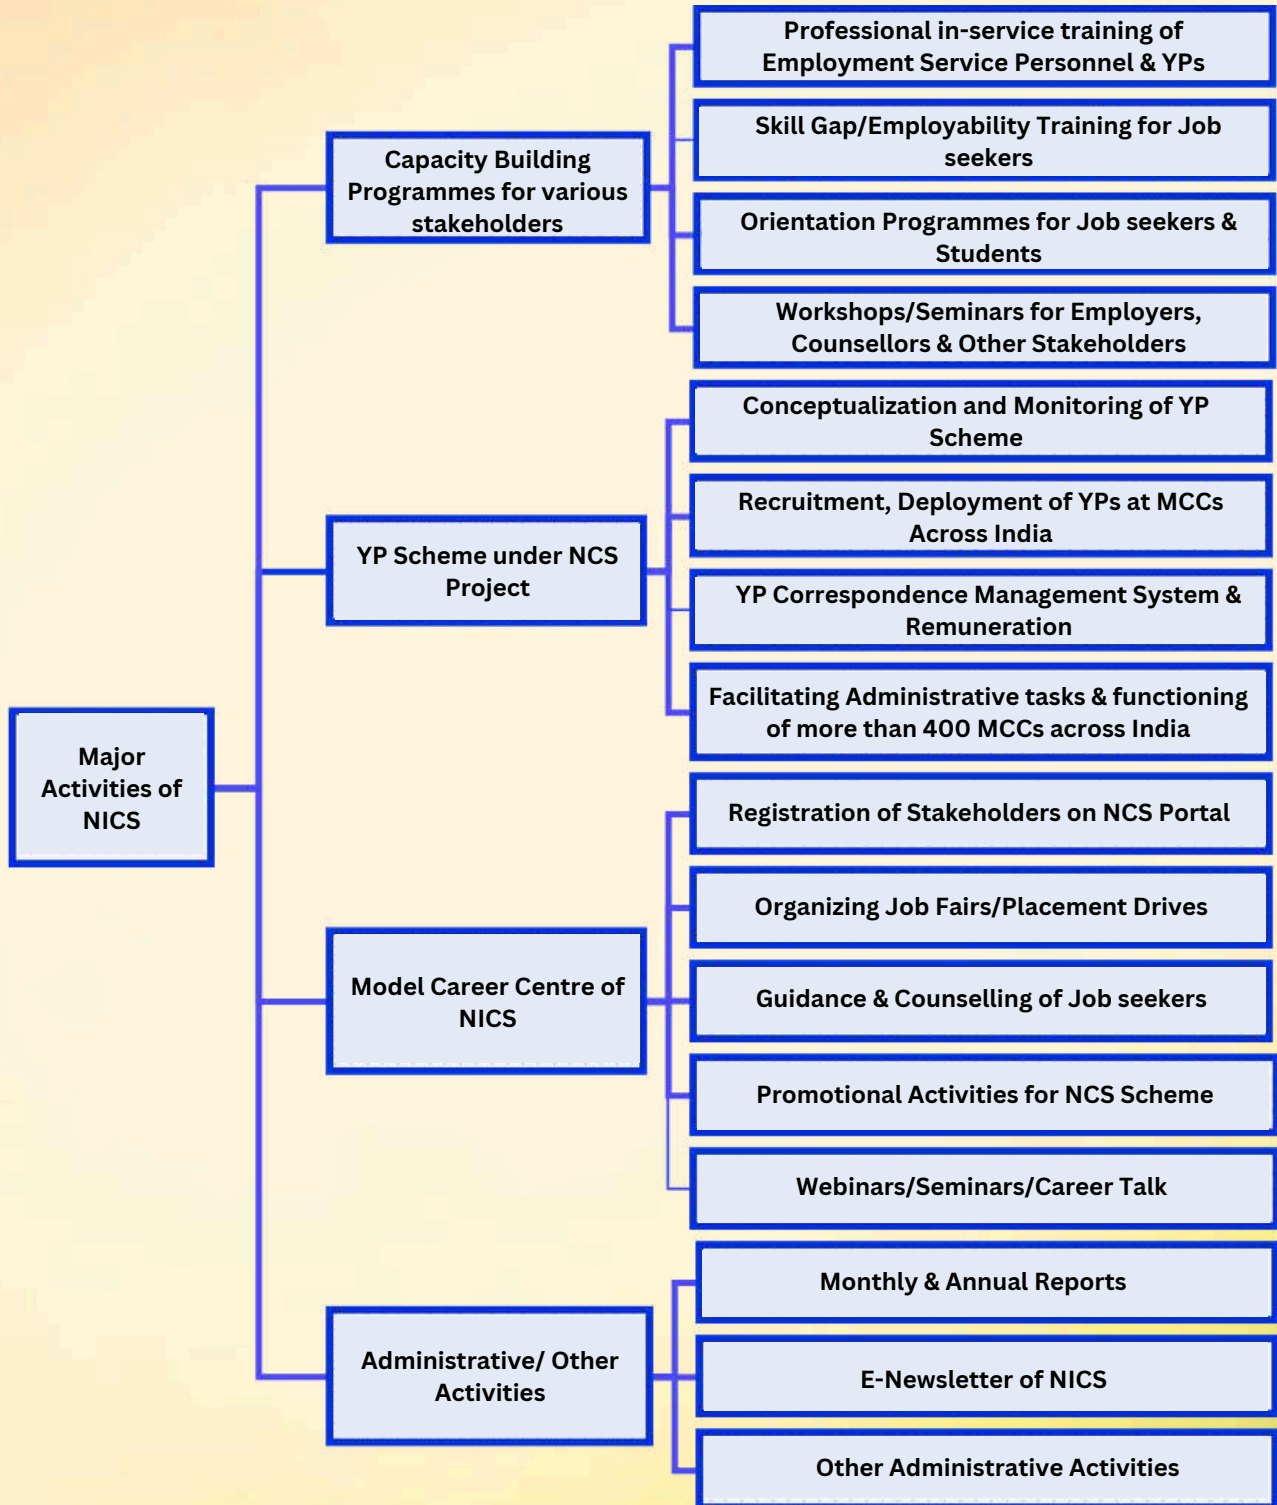 Major
Activities of
NICS
Capacity Building
Programmes for various
stakeholders
Professional in-service training of
Employment Service Personnel & YPs
Skill Gap/Employability Training for Job
seekers
Orientation Programmes for Job seekers &
Students
Workshops/Seminars for Employers,
Counsellors & Other Stakeholders
YP Scheme under NCS
Project
Conceptualization and Monitoring of YP
Scheme
Recruitment, Deployment of YPs at MCCs
Across India
YP Correspondence Management System &
Remuneration
Facilitating Administrative tasks & functioning
of more than 400 MCCs across India
Model Career Centre of
NICS
Registration of Stakeholders on NCS Portal
Organizing Job Fairs/Placement Drives
Guidance & Counselling of Job seekers
Promotional Activities for NCS Scheme
Webinars/Seminars/Career Talk
Administrative/ Other
Activities
Monthly & Annual Reports
E-Newsletter of NICS
Other Administrative Activities